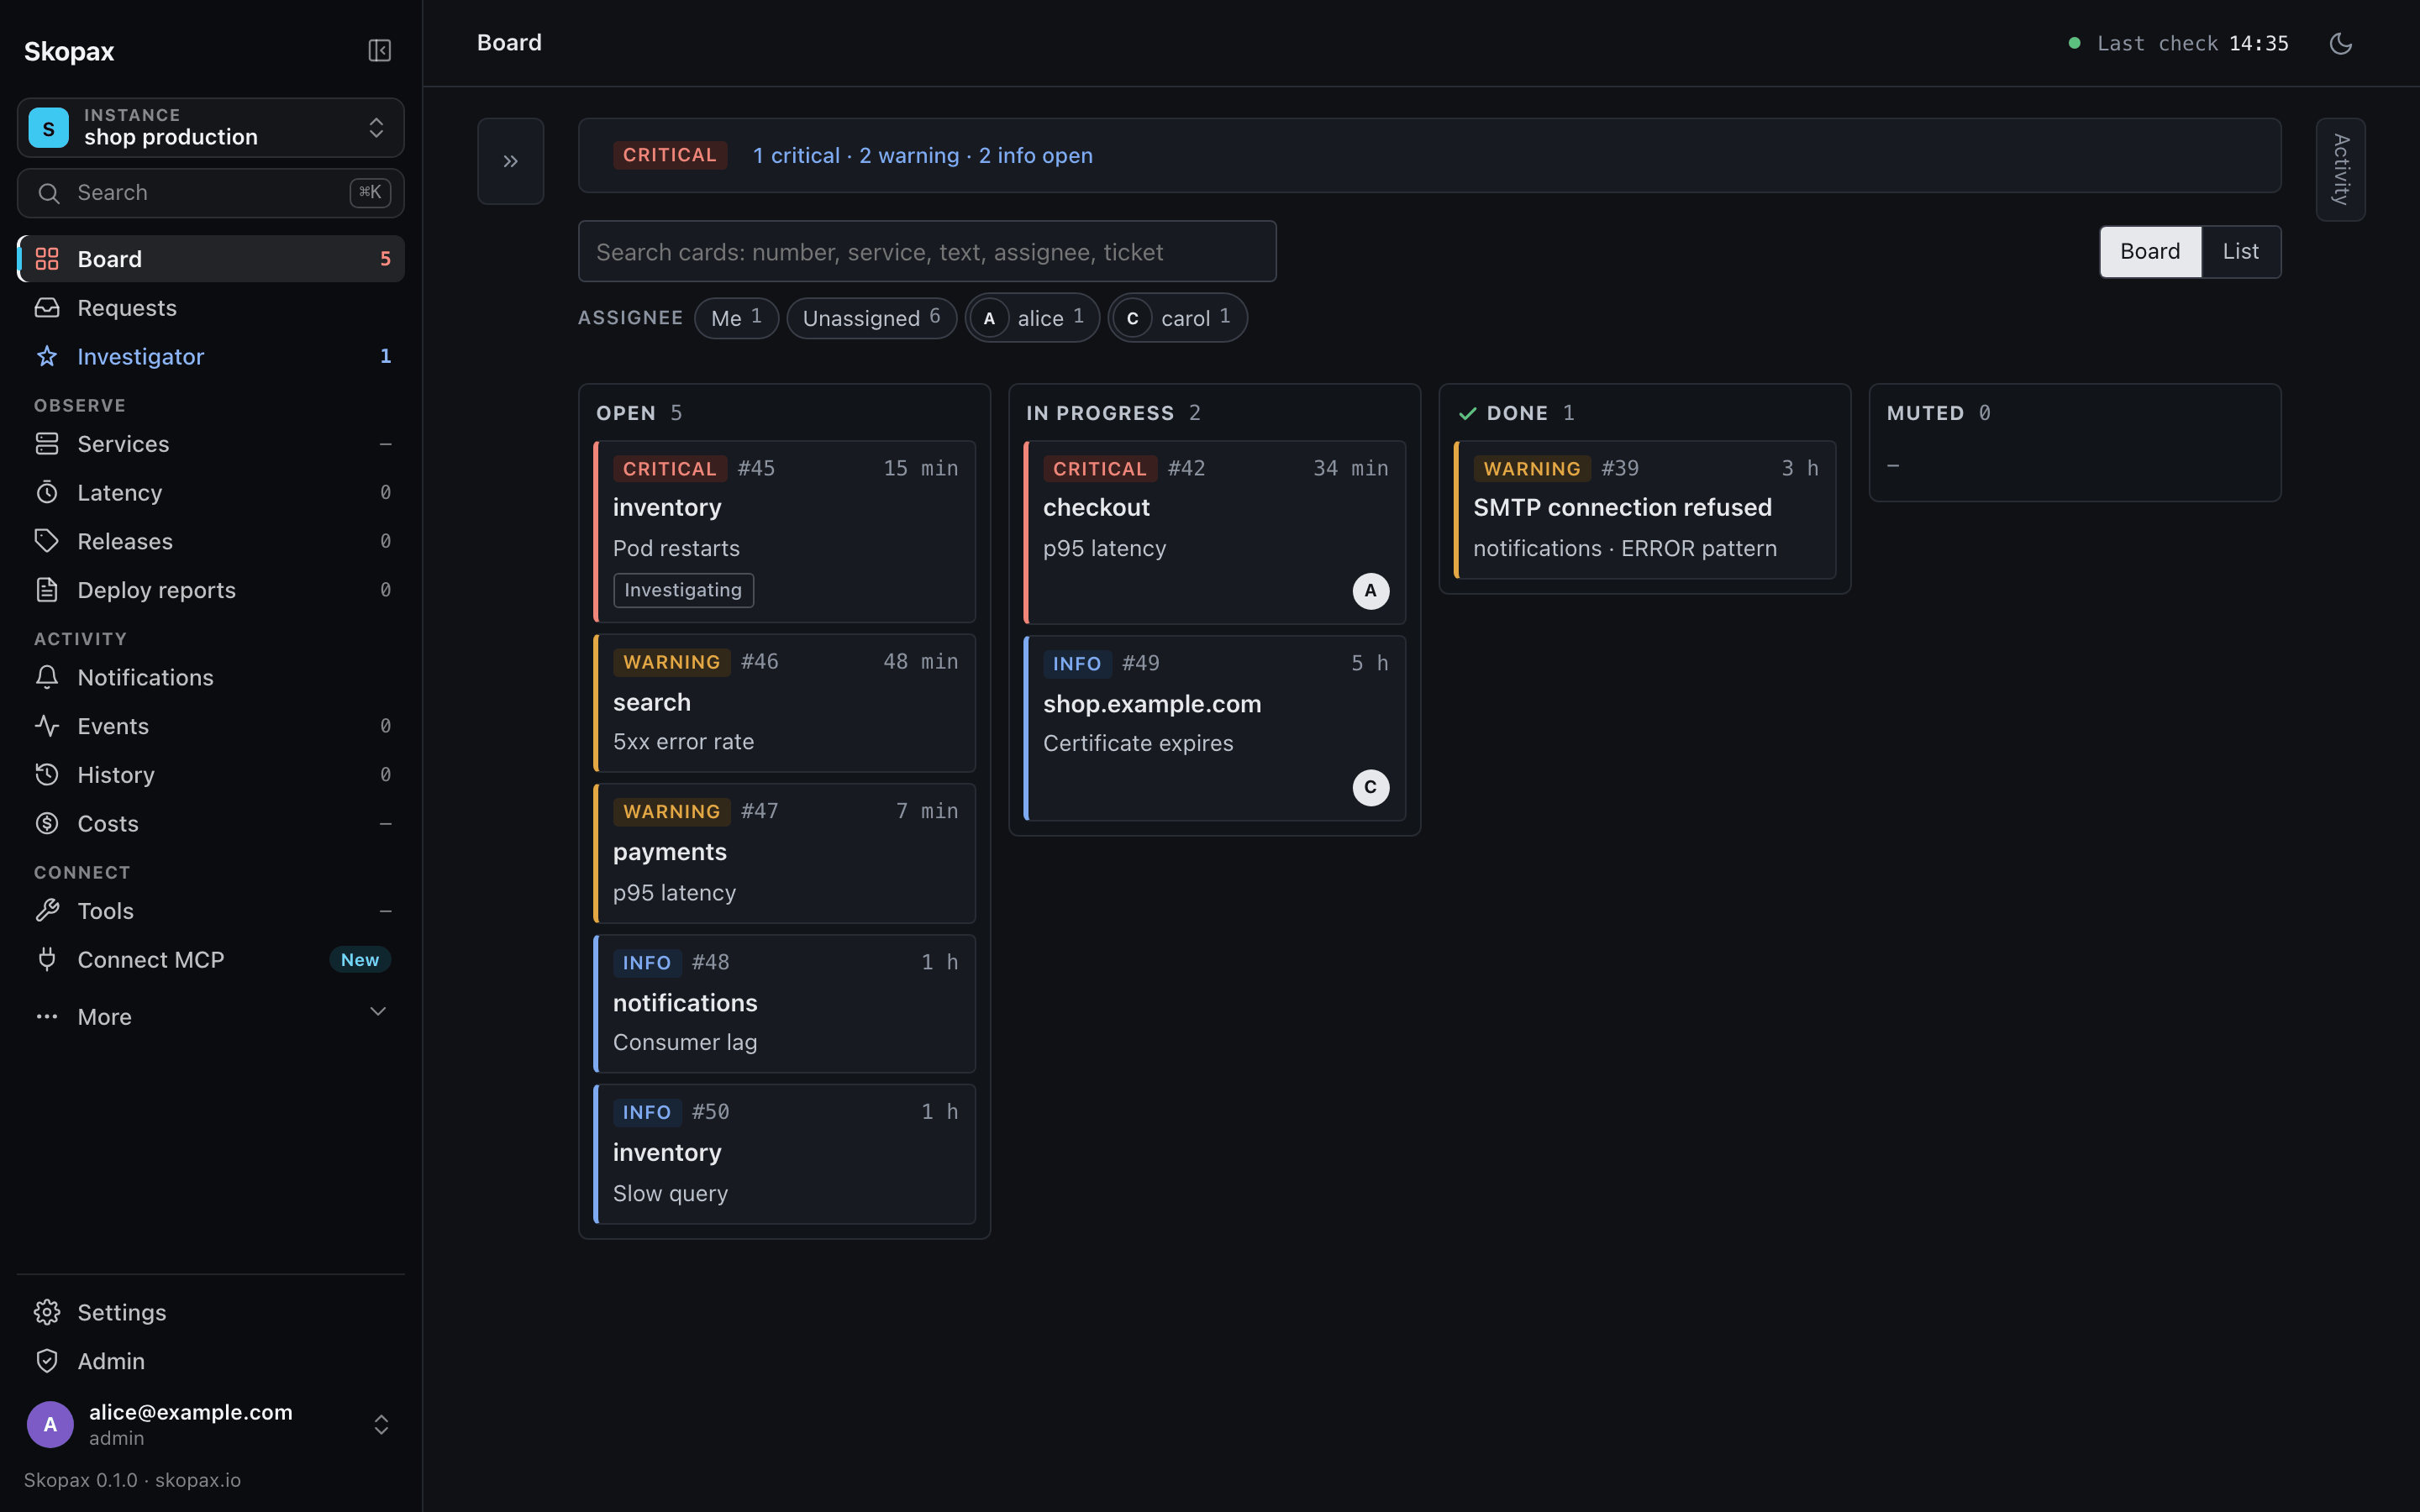 Skopax
S
INSTANCE
shop production
Search ⌘K
Board 5
Requests
Investigator 1
OBSERVE
Services –
Latency 0
Releases 0
Deploy reports 0
ACTIVITY
Notifications
Events 0
History 0
Costs –
CONNECT
Tools –
Connect MCP New
More
Settings
Admin
A
alice@example.com
admin
Skopax 0.1.0 · skopax.io
Board
Last check 14:35
CRITICAL 1 critical · 2 warning · 2 info open
Activity
Search cards: number, service, text, assignee, ticket
Board List
ASSIGNEE Me 1 Unassigned 6 A alice 1 C carol 1
OPEN 5
CRITICAL #45 15 min
inventory
Pod restarts
Investigating
WARNING #46 48 min
search
5xx error rate
WARNING #47 7 min
payments
p95 latency
INFO #48 1 h
notifications
Consumer lag
INFO #50 1 h
inventory
Slow query
IN PROGRESS 2
CRITICAL #42 34 min
checkout
p95 latency
A
INFO #49 5 h
shop.example.com
Certificate expires
C
DONE 1
WARNING #39 3 h
SMTP connection refused
notifications · ERROR pattern
MUTED 0
–